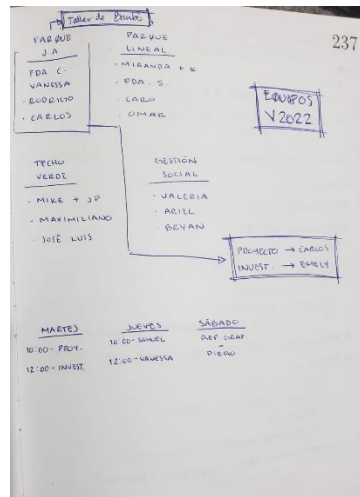 Taller de Barrio
237
PARQUE J.A
· FDA C.
VANESSA
· RODRIGO
· CARLOS
PARQUE LINEAL
· MIRANDA + K
· FDA. S.
· CARO
· OMAR
EQUIPOS
V2022
TECHO
VERDE
· MIKE + JP
· MAXIMILIANO
· JOSÉ LUIS
GESTIÓN
SOCIAL
· VALERIA
· ARIEL
· BRYAN
PROYECTO → CARLOS
INVEST. → EMELY
MARTES
10:00 - PROY.
12:00 - INVEST.
JUEVES
10:00 - SAMUEL
12:00 - VANESSA
SÁBADO
REP GRAF.
-
DIEGO